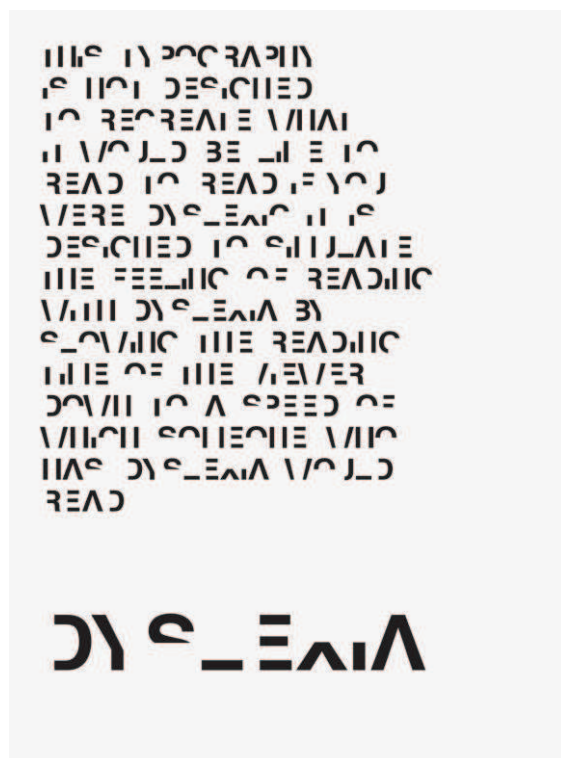 THIS TYPOGRAPHY
IS NOT DESIGNED
TO RECREATE WHAT
IT WOULD BE LIKE TO
READ TO READ IF YOU
WERE DYSLEXIC IT IS
DESIGNED TO SIMULATE
THE FEELING OF READING
WITH DYSLEXIA BY
SLOWING THE READING
TIME OF THE VIEWER
DOWN TO A SPEED OF
WHICH SOMEONE WHO
HAS DYSLEXIA WOULD
READ
DYSLEXIA